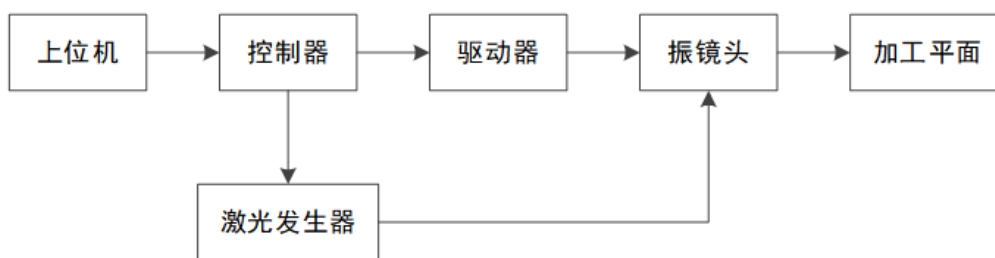 上位机
控制器
驱动器
振镜头
加工平面
激光发生器